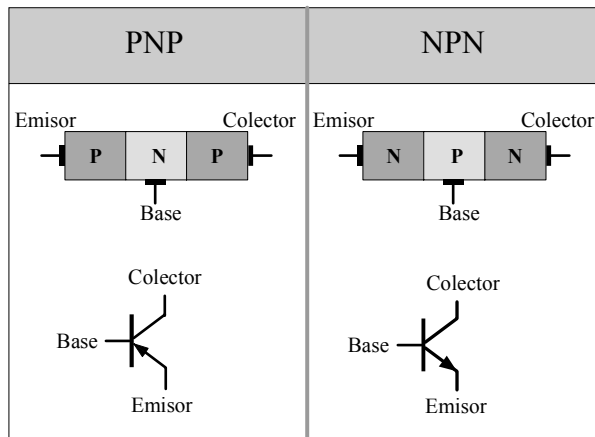 PNP
NPN
Emisor
Colector
P N P
Base
Emisor
Colector
N P N
Base
Colector
Base
Emisor
Colector
Base
Emisor